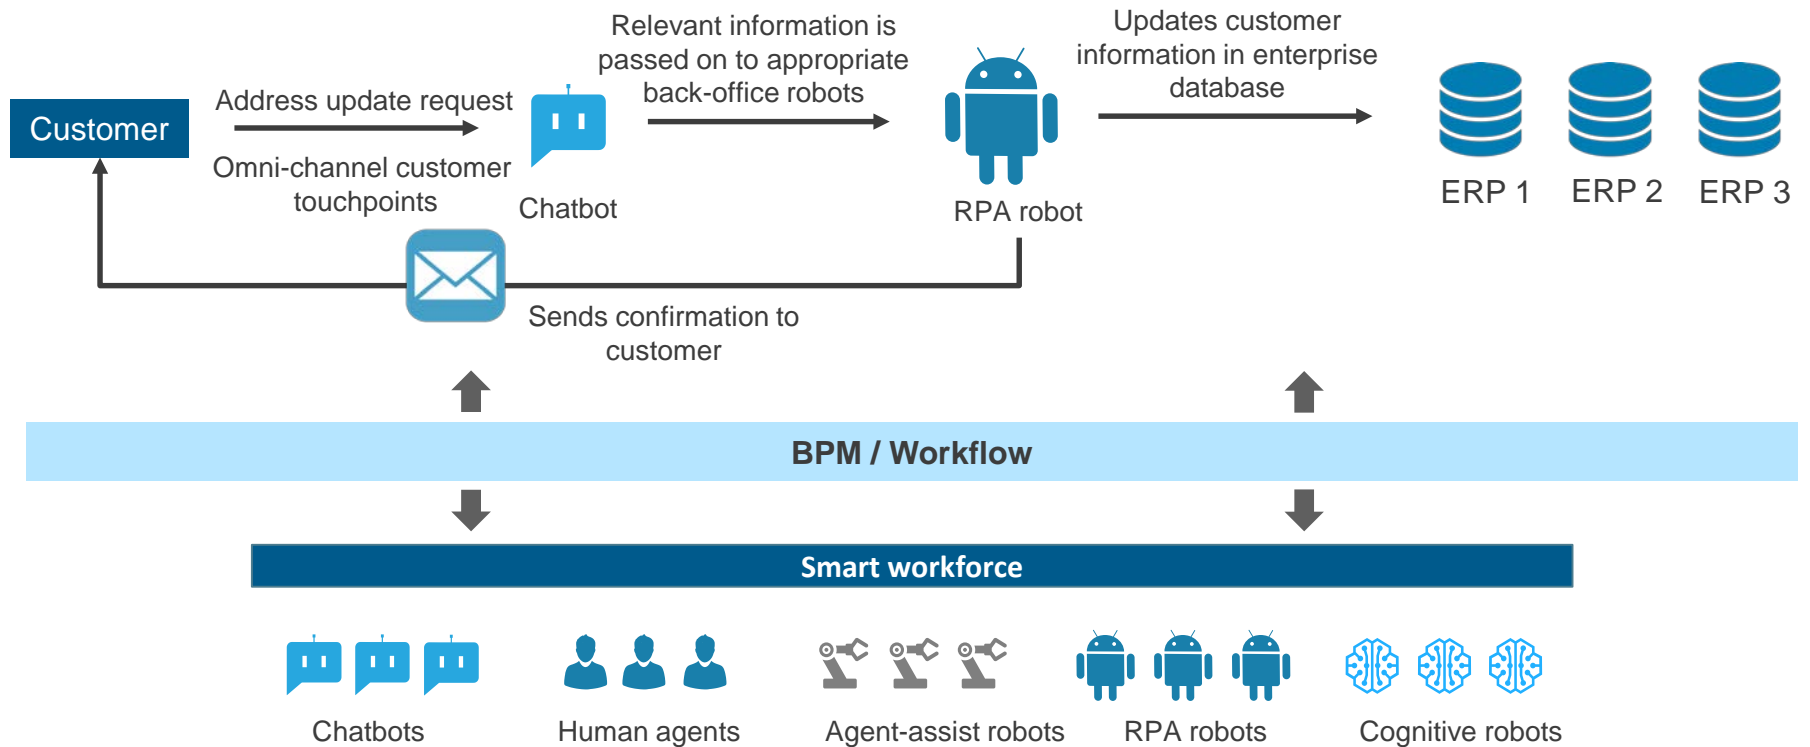 Customer
Address update request
Omni-channel customer
touchpoints
Chatbot
Relevant information is
passed on to appropriate
back-office robots
RPA robot
Updates customer
information in enterprise
database
ERP 1
ERP 2
ERP 3
Sends confirmation to
customer
BPM / Workflow
Smart workforce
Chatbots
Human agents
Agent-assist robots
RPA robots
Cognitive robots